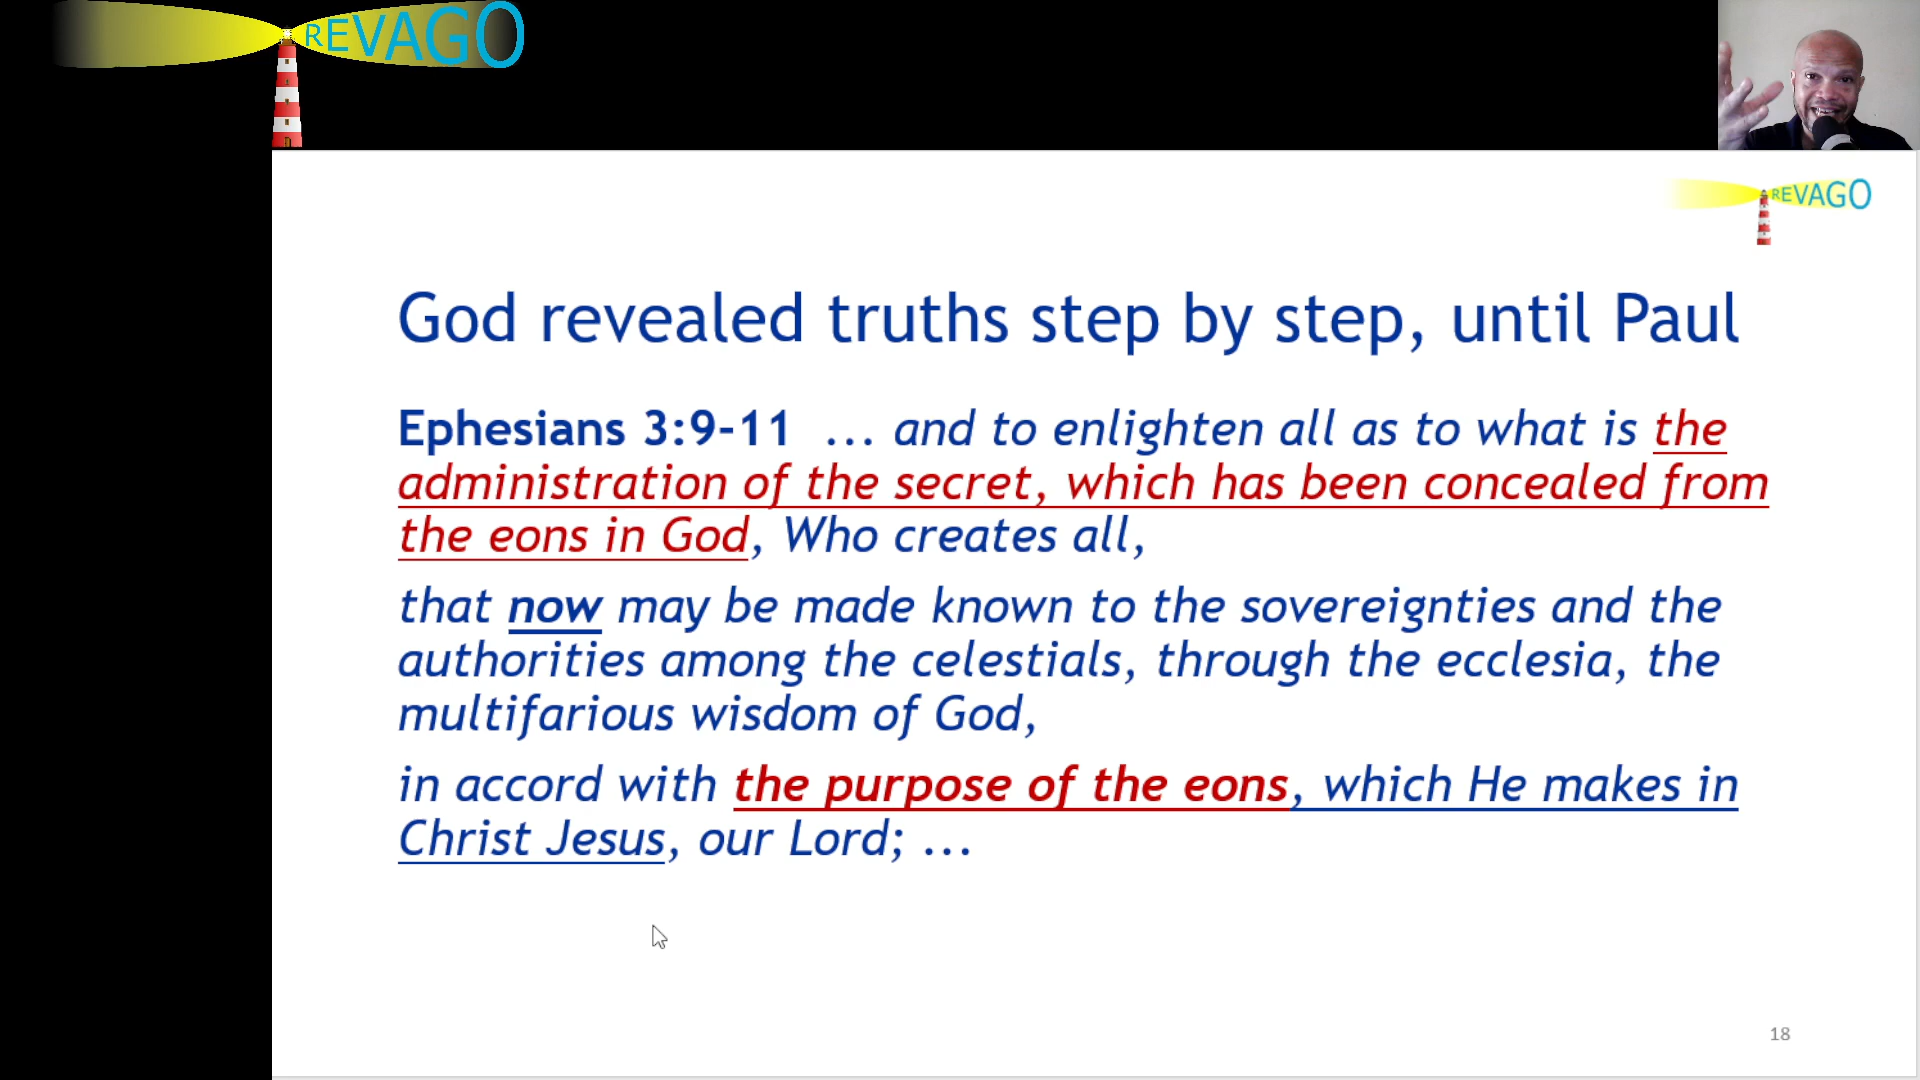 REVAGO
REVAGO
God revealed truths step by step, until Paul
Ephesians 3:9-11 ... and to enlighten all as to what is the
administration of the secret, which has been concealed from
the eons in God, Who creates all,
that now may be made known to the sovereignties and the
authorities among the celestials, through the ecclesia, the
multifarious wisdom of God,
in accord with the purpose of the eons, which He makes in
Christ Jesus, our Lord; ...
18